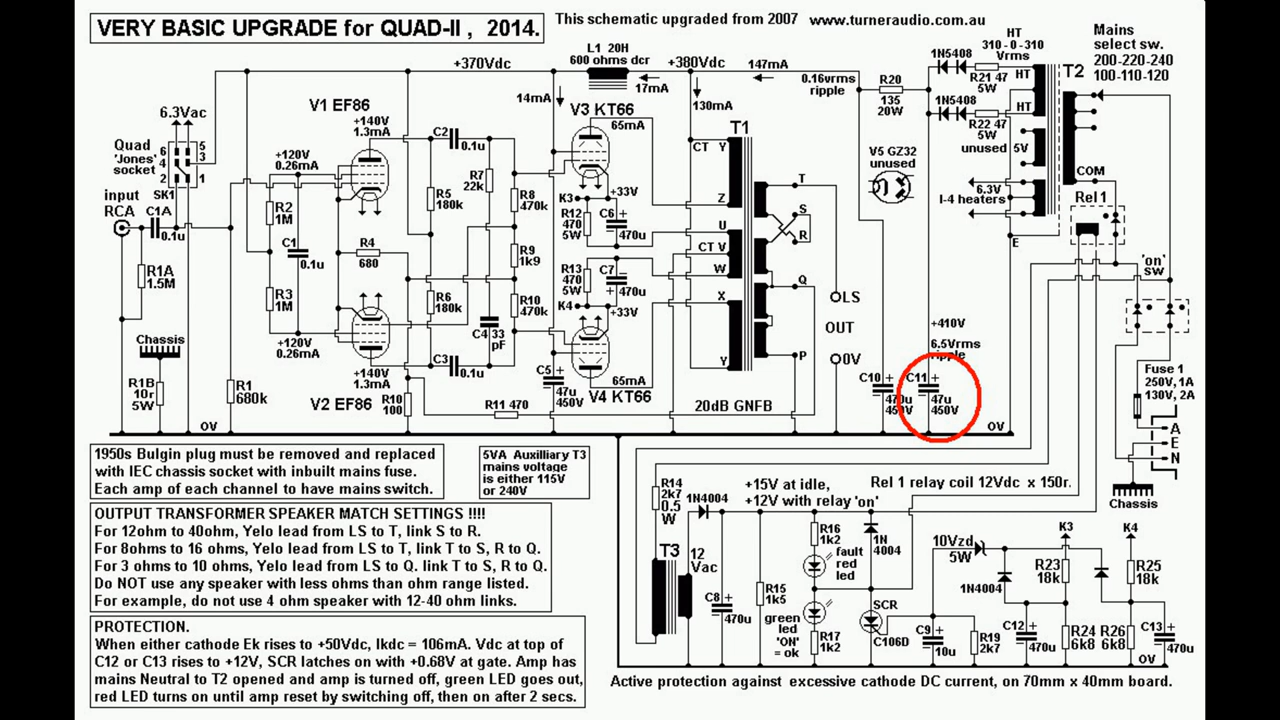 VERY BASIC UPGRADE for QUAD-II , 2014.
This schematic upgraded from 2007 www.turneraudio.com.au
L1 20H
600 ohms dcr
+370Vdc
+380Vdc
147mA
17mA
14mA
130mA
0.16vrms
ripple
R20
135
20W
HT
310-0-310
Vrms
1N5408
R21 47
5W
HT
1N5408
R22 47
5W
HT
unused
5V
6.3V
I-4 heaters
T2
Mains
select sw.
200-220-240
100-110-120
COM
Rel 1
E
'on'
sw
V5 GZ32
unused
6.3Vac
Quad
'Jones'
socket
6
4
2
5
3
1
SK1
input
RCA
C1A
0.1u
R1A
1.5M
Chassis
R1B
10r
5W
R1
680k
0V
V1 EF86
+140V
1.3mA
+120V
0.26mA
R2
1M
C1
0.1u
R3
1M
+120V
0.26mA
R4
680
+140V
1.3mA
V2 EF86
R10
100
R11 470
C2
0.1u
R5
180k
R6
180k
C3
0.1u
R7
22k
C4
33
pF
R8
470k
R9
1k9
R10
470k
V3 KT66
65mA
K3
+33V
R12
470
5W
C6
470u
R13
470
5W
C7
470u
K4
+33V
C5
47u
450V
65mA
V4 KT66
T1
CT Y
Z
U
CT V
W
X
Y
T
S
R
Q
P
LS
OUT
0V
20dB GNFB
+410V
6.5Vrms
ripple
C10
470u
450V
C11
47u
450V
0V
Fuse 1
250V, 1A
130V, 2A
A
E
N
Chassis
1950s Bulgin plug must be removed and replaced
with IEC chassis socket with inbuilt mains fuse.
Each amp of each channel to have mains switch.
5VA Auxilliary T3
mains voltage
is either 115V
or 240V
OUTPUT TRANSFORMER SPEAKER MATCH SETTINGS !!!!
For 12ohm to 40ohm, Yelo lead from LS to T, link S to R.
For 8ohms to 16 ohms, Yelo lead from LS to T, link T to S, R to Q.
For 3 ohms to 10 ohms, Yelo lead from LS to Q. link T to S, R to Q.
Do NOT use any speaker with less ohms than ohm range listed.
For example, do not use 4 ohm speaker with 12-40 ohm links.
PROTECTION.
When either cathode Ek rises to +50Vdc, Ikdc = 106mA. Vdc at top of
C12 or C13 rises to +12V, SCR latches on with +0.68V at gate. Amp has
mains Neutral to T2 opened and amp is turned off, green LED goes out,
red LED turns on until amp reset by switching off, then on after 2 secs.
R14
2k7
0.5
W
1N4004
+15V at idle,
+12V with relay 'on'
Rel 1 relay coil 12Vdc x 150r.
T3
12
Vac
C8
470u
R15
1k5
R16
1k2
fault
red
led
green
led
'ON'
= ok
R17
1k2
1N
4004
SCR
C106D
C9
10u
R19
2k7
10Vzd
5W
1N4004
C12
470u
K3
R23
18k
R24
6k8
K4
R25
18k
R26
6k8
C13
470u
0V
Active protection against excessive cathode DC current, on 70mm x 40mm board.